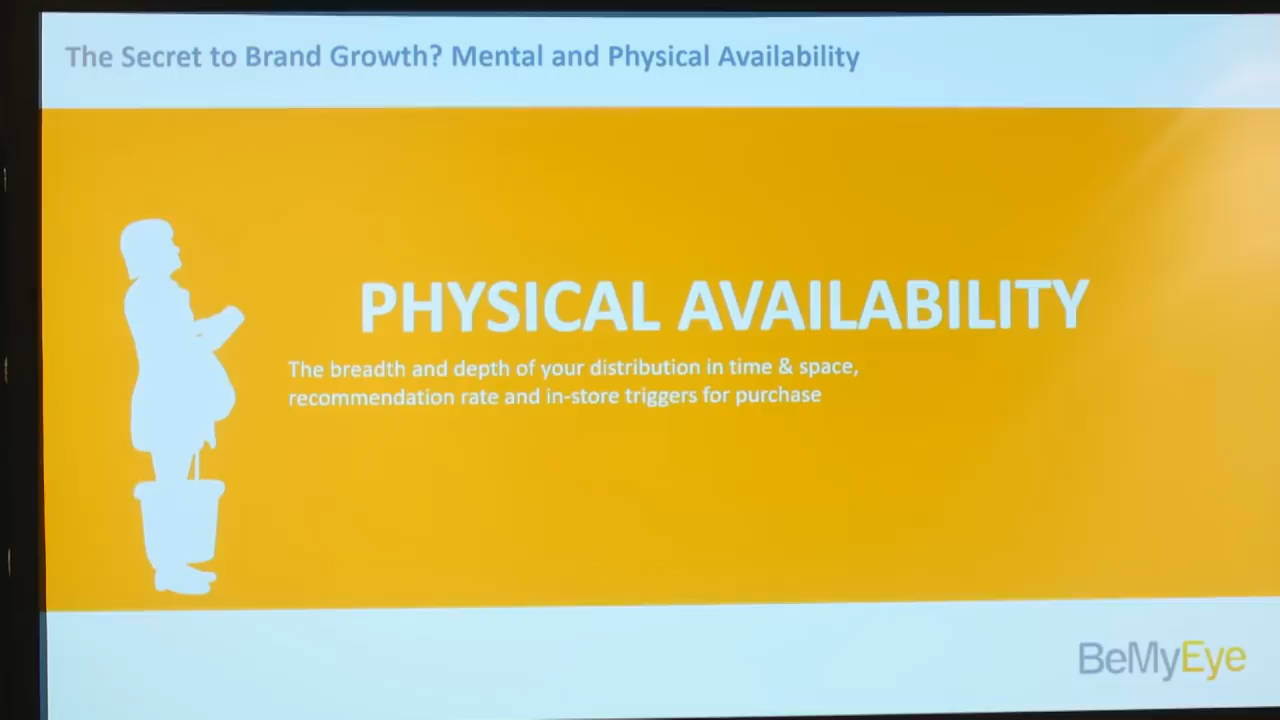 The Secret to Brand Growth? Mental and Physical Availability
PHYSICAL AVAILABILITY
The breadth and depth of your distribution in time & space,
recommendation rate and in-store triggers for purchase
BeMyEye